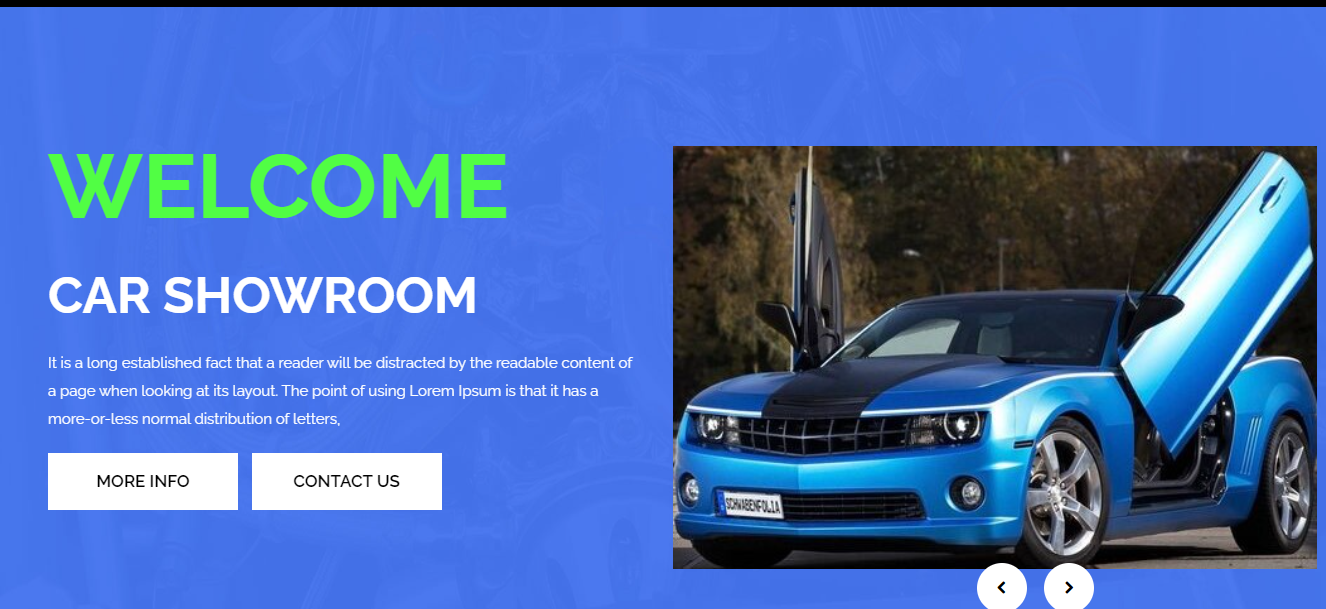 WELCOME
CAR SHOWROOM
It is a long established fact that a reader will be distracted by the readable content of
a page when looking at its layout. The point of using Lorem Ipsum is that it has a
more-or-less normal distribution of letters,
MORE INFO
CONTACT US
SCHWABENFOLIA